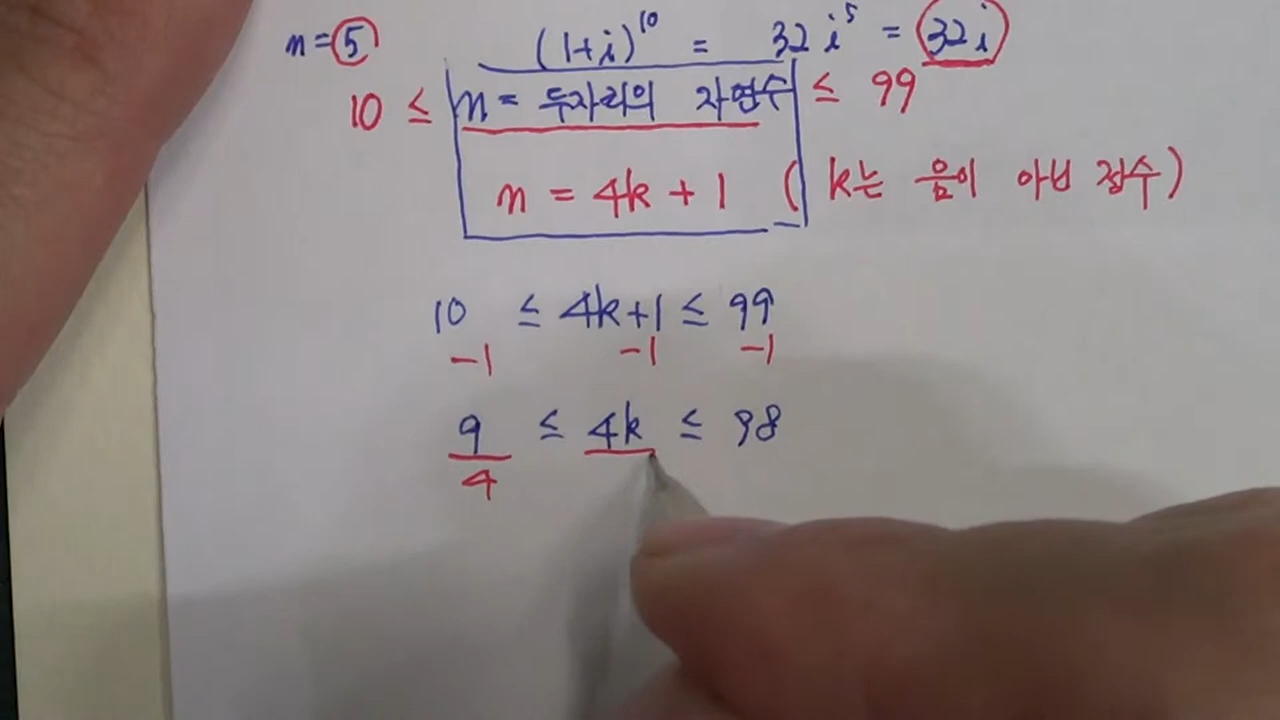 n=5 (1+i)^10 = 32 i^5 = 32i
10 ≤ n = 두자리의 자연수 ≤ 99
n = 4k + 1 ( k는 음이 아닌 정수 )
10 ≤ 4k+1 ≤ 99
-1 -1 -1
9 ≤ 4k ≤ 98
4